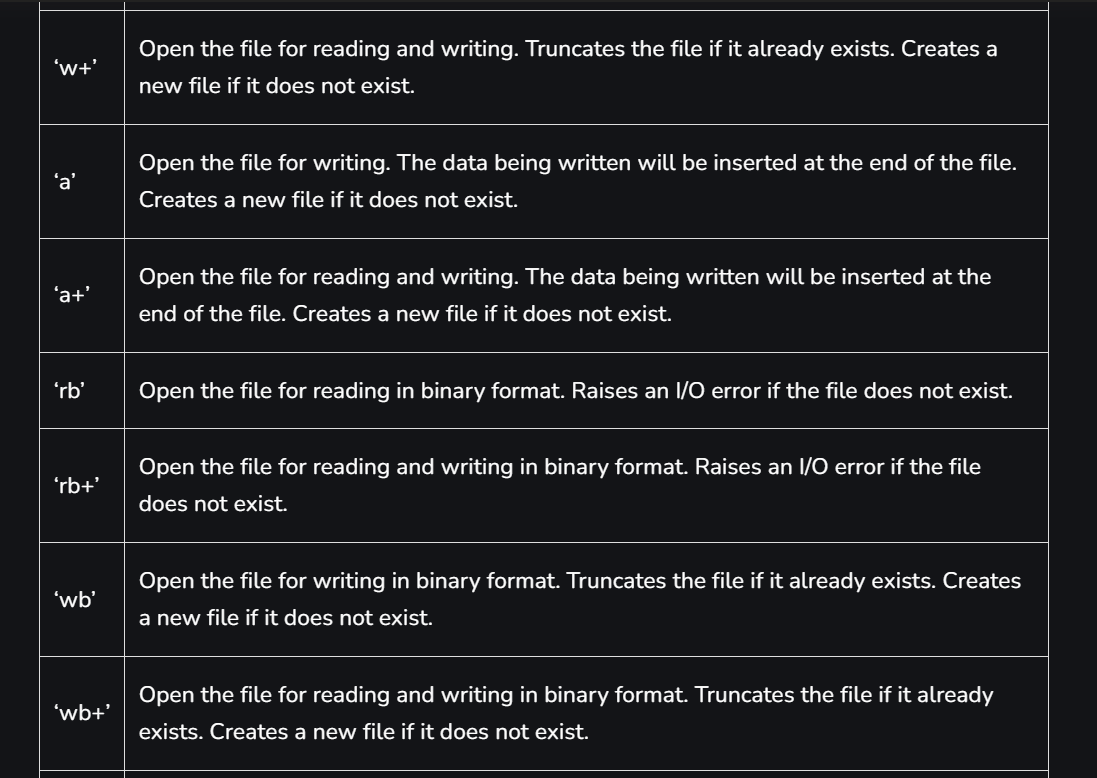 ‘w+’
Open the file for reading and writing. Truncates the file if it already exists. Creates a
new file if it does not exist.
‘a’
Open the file for writing. The data being written will be inserted at the end of the file.
Creates a new file if it does not exist.
‘a+’
Open the file for reading and writing. The data being written will be inserted at the
end of the file. Creates a new file if it does not exist.
‘rb’
Open the file for reading in binary format. Raises an I/O error if the file does not exist.
‘rb+’
Open the file for reading and writing in binary format. Raises an I/O error if the file
does not exist.
‘wb’
Open the file for writing in binary format. Truncates the file if it already exists. Creates
a new file if it does not exist.
‘wb+’
Open the file for reading and writing in binary format. Truncates the file if it already
exists. Creates a new file if it does not exist.